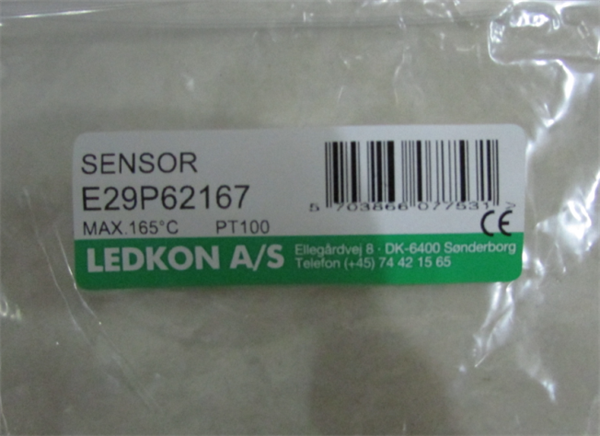 SENSOR
E29P62167
MAX.165°C PT100
5 703866 077531 >
CE
LEDKON A/S
Ellegårdvej 8 · DK-6400 Sønderborg
Telefon (+45) 74 42 15 65